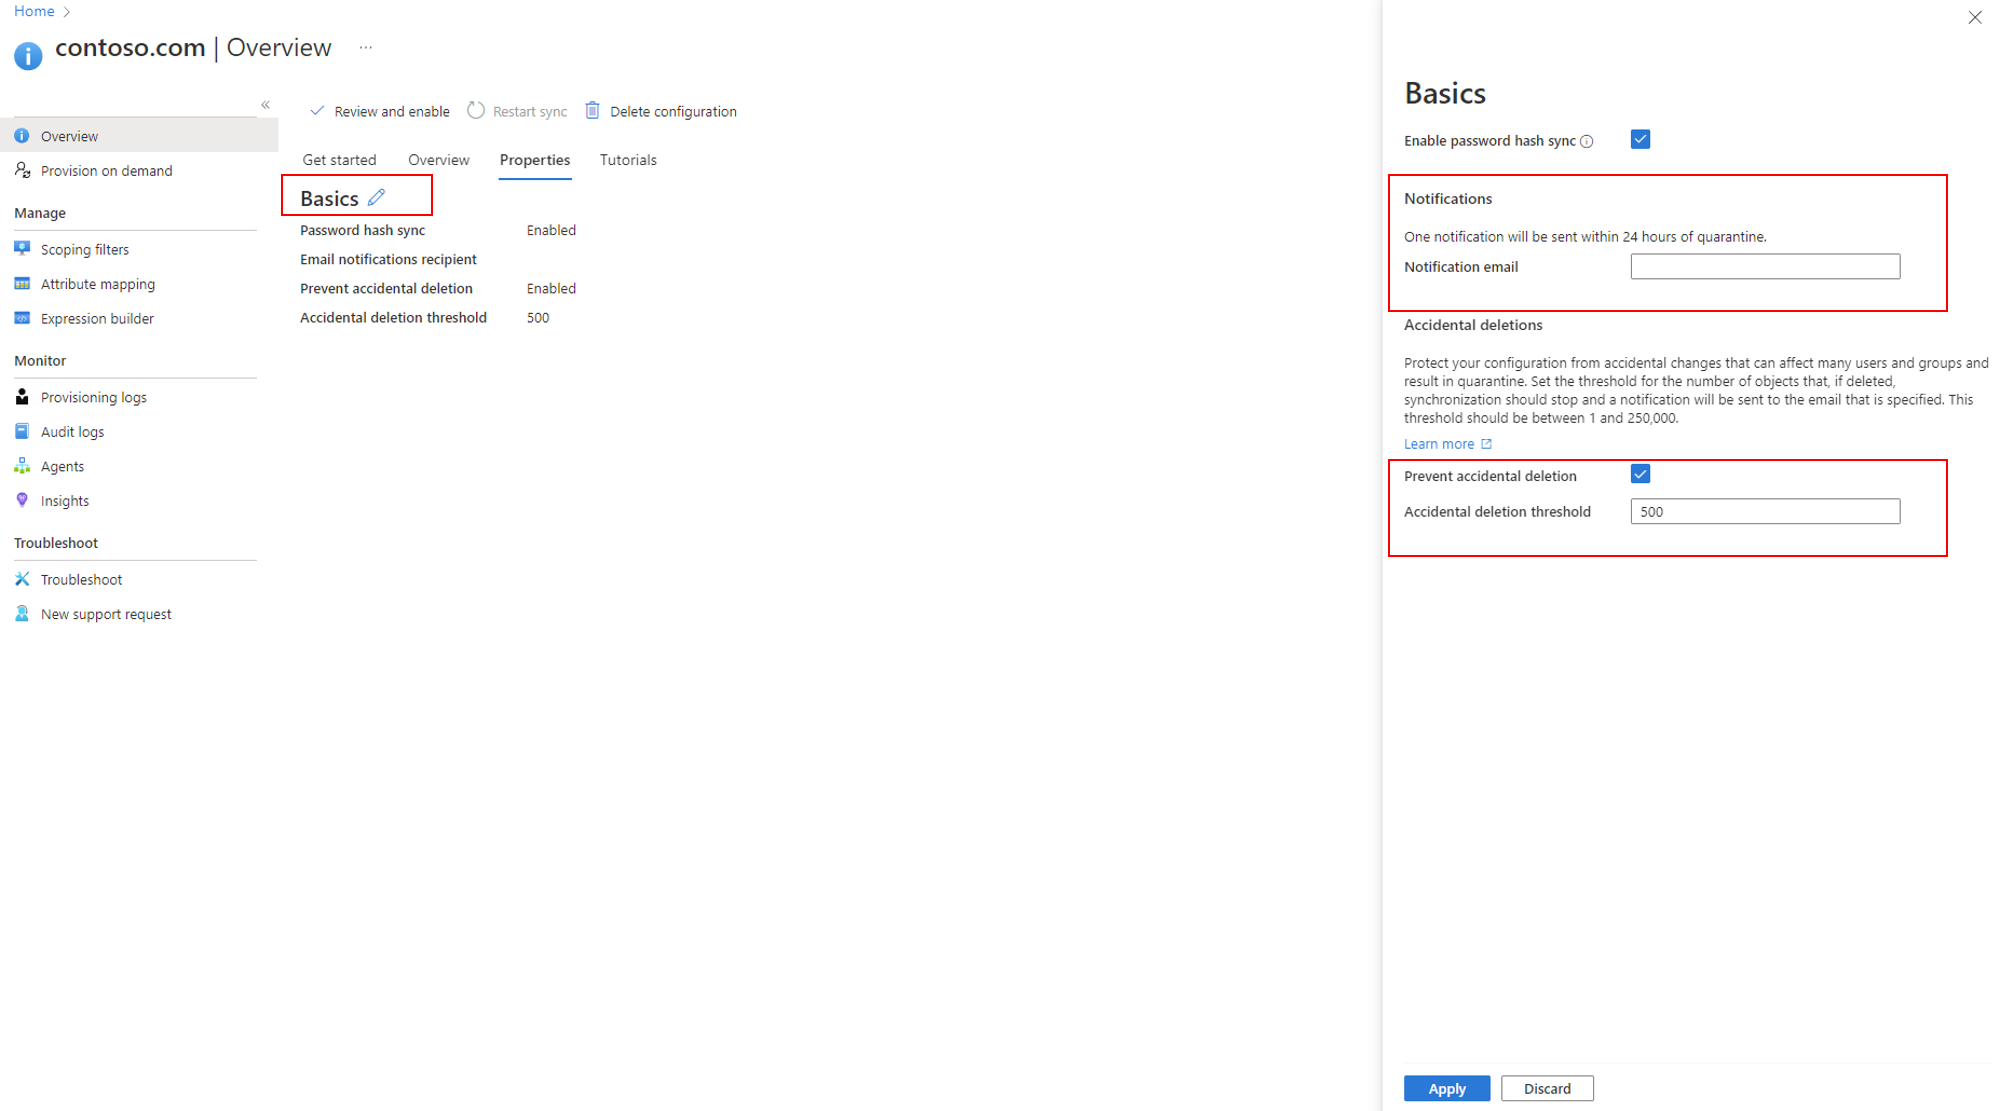 Home
contoso.com | Overview ...
«
Review and enable
Restart sync
Delete configuration
Overview
Provision on demand
Manage
Scoping filters
Attribute mapping
Expression builder
Monitor
Provisioning logs
Audit logs
Agents
Insights
Troubleshoot
Troubleshoot
New support request
Get started
Overview
Properties
Tutorials
Basics
Password hash sync Enabled
Email notifications recipient
Prevent accidental deletion Enabled
Accidental deletion threshold 500
Basics
Enable password hash sync
Notifications
One notification will be sent within 24 hours of quarantine.
Notification email
Accidental deletions
Protect your configuration from accidental changes that can affect many users and groups and
result in quarantine. Set the threshold for the number of objects that, if deleted,
synchronization should stop and a notification will be sent to the email that is specified. This
threshold should be between 1 and 250,000.
Learn more
Prevent accidental deletion
Accidental deletion threshold 500
Apply
Discard